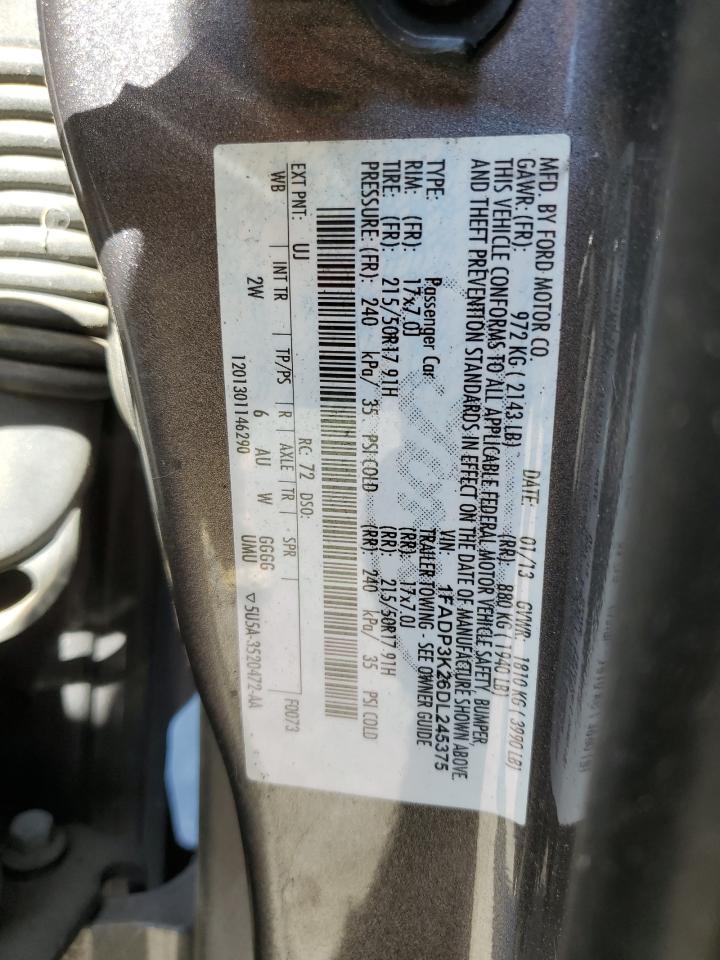 MFD. BY FORD MOTOR CO.
DATE: 01/13 GVWR: 1810 KG ( 3990 LB)
GAWR: (FR): 972 KG ( 2143 LB) (RR): 880 KG ( 1940 LB)
THIS VEHICLE CONFORMS TO ALL APPLICABLE FEDERAL MOTOR VEHICLE SAFETY, BUMPER,
AND THEFT PREVENTION STANDARDS IN EFFECT ON THE DATE OF MANUFACTURE SHOWN ABOVE.
VIN: 1FADP3K26DL245375
TYPE: Passenger Car TRAILER TOWING - SEE OWNER GUIDE
RIM: (FR): 17x7.0J (RR): 17x7.0J
TIRE: (FR): 215/50R17 91H (RR): 215/50R17 91H
PRESSURE: (FR): 240 kPa/ 35 PSI COLD (RR): 240 kPa/ 35 PSI COLD
RC: 72 DSO: F0073
EXT PNT: UJ
WB INT TR TP/PS R AXLE TR SPR
2W 6 AU W GGGG
1201301146290 UMU ▽5U5A-3520472-AA